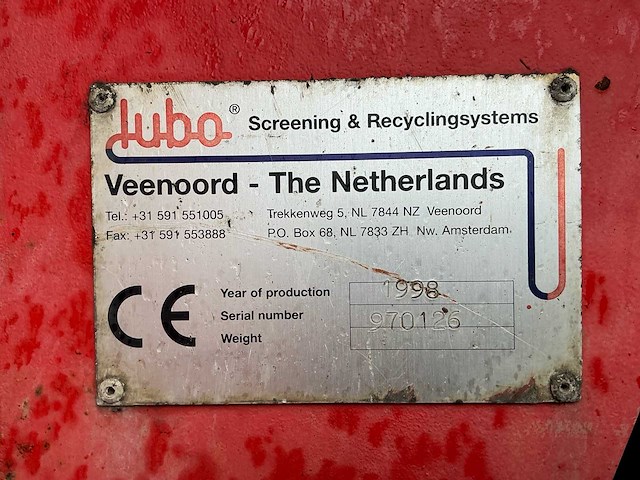 lubo® Screening & Recyclingsystems
Veenoord - The Netherlands
Tel.: +31 591 551005 Trekkenweg 5, NL 7844 NZ Veenoord
Fax: +31 591 553888 P.O. Box 68, NL 7833 ZH Nw. Amsterdam
CE
Year of production 1998
Serial number 970126
Weight